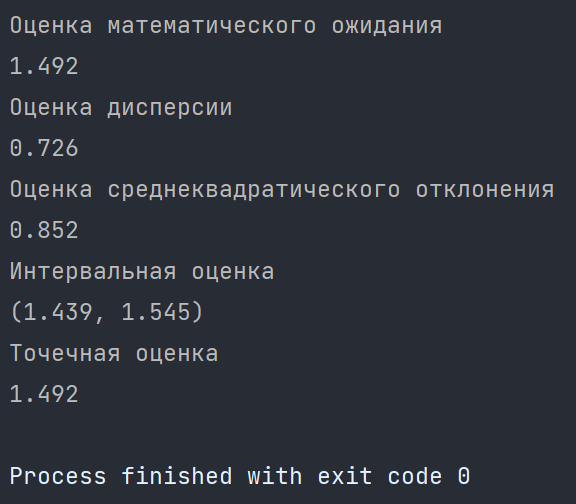 Оценка математического ожидания
1.492
Оценка дисперсии
0.726
Оценка среднеквадратического отклонения
0.852
Интервальная оценка
(1.439, 1.545)
Точечная оценка
1.492
Process finished with exit code 0